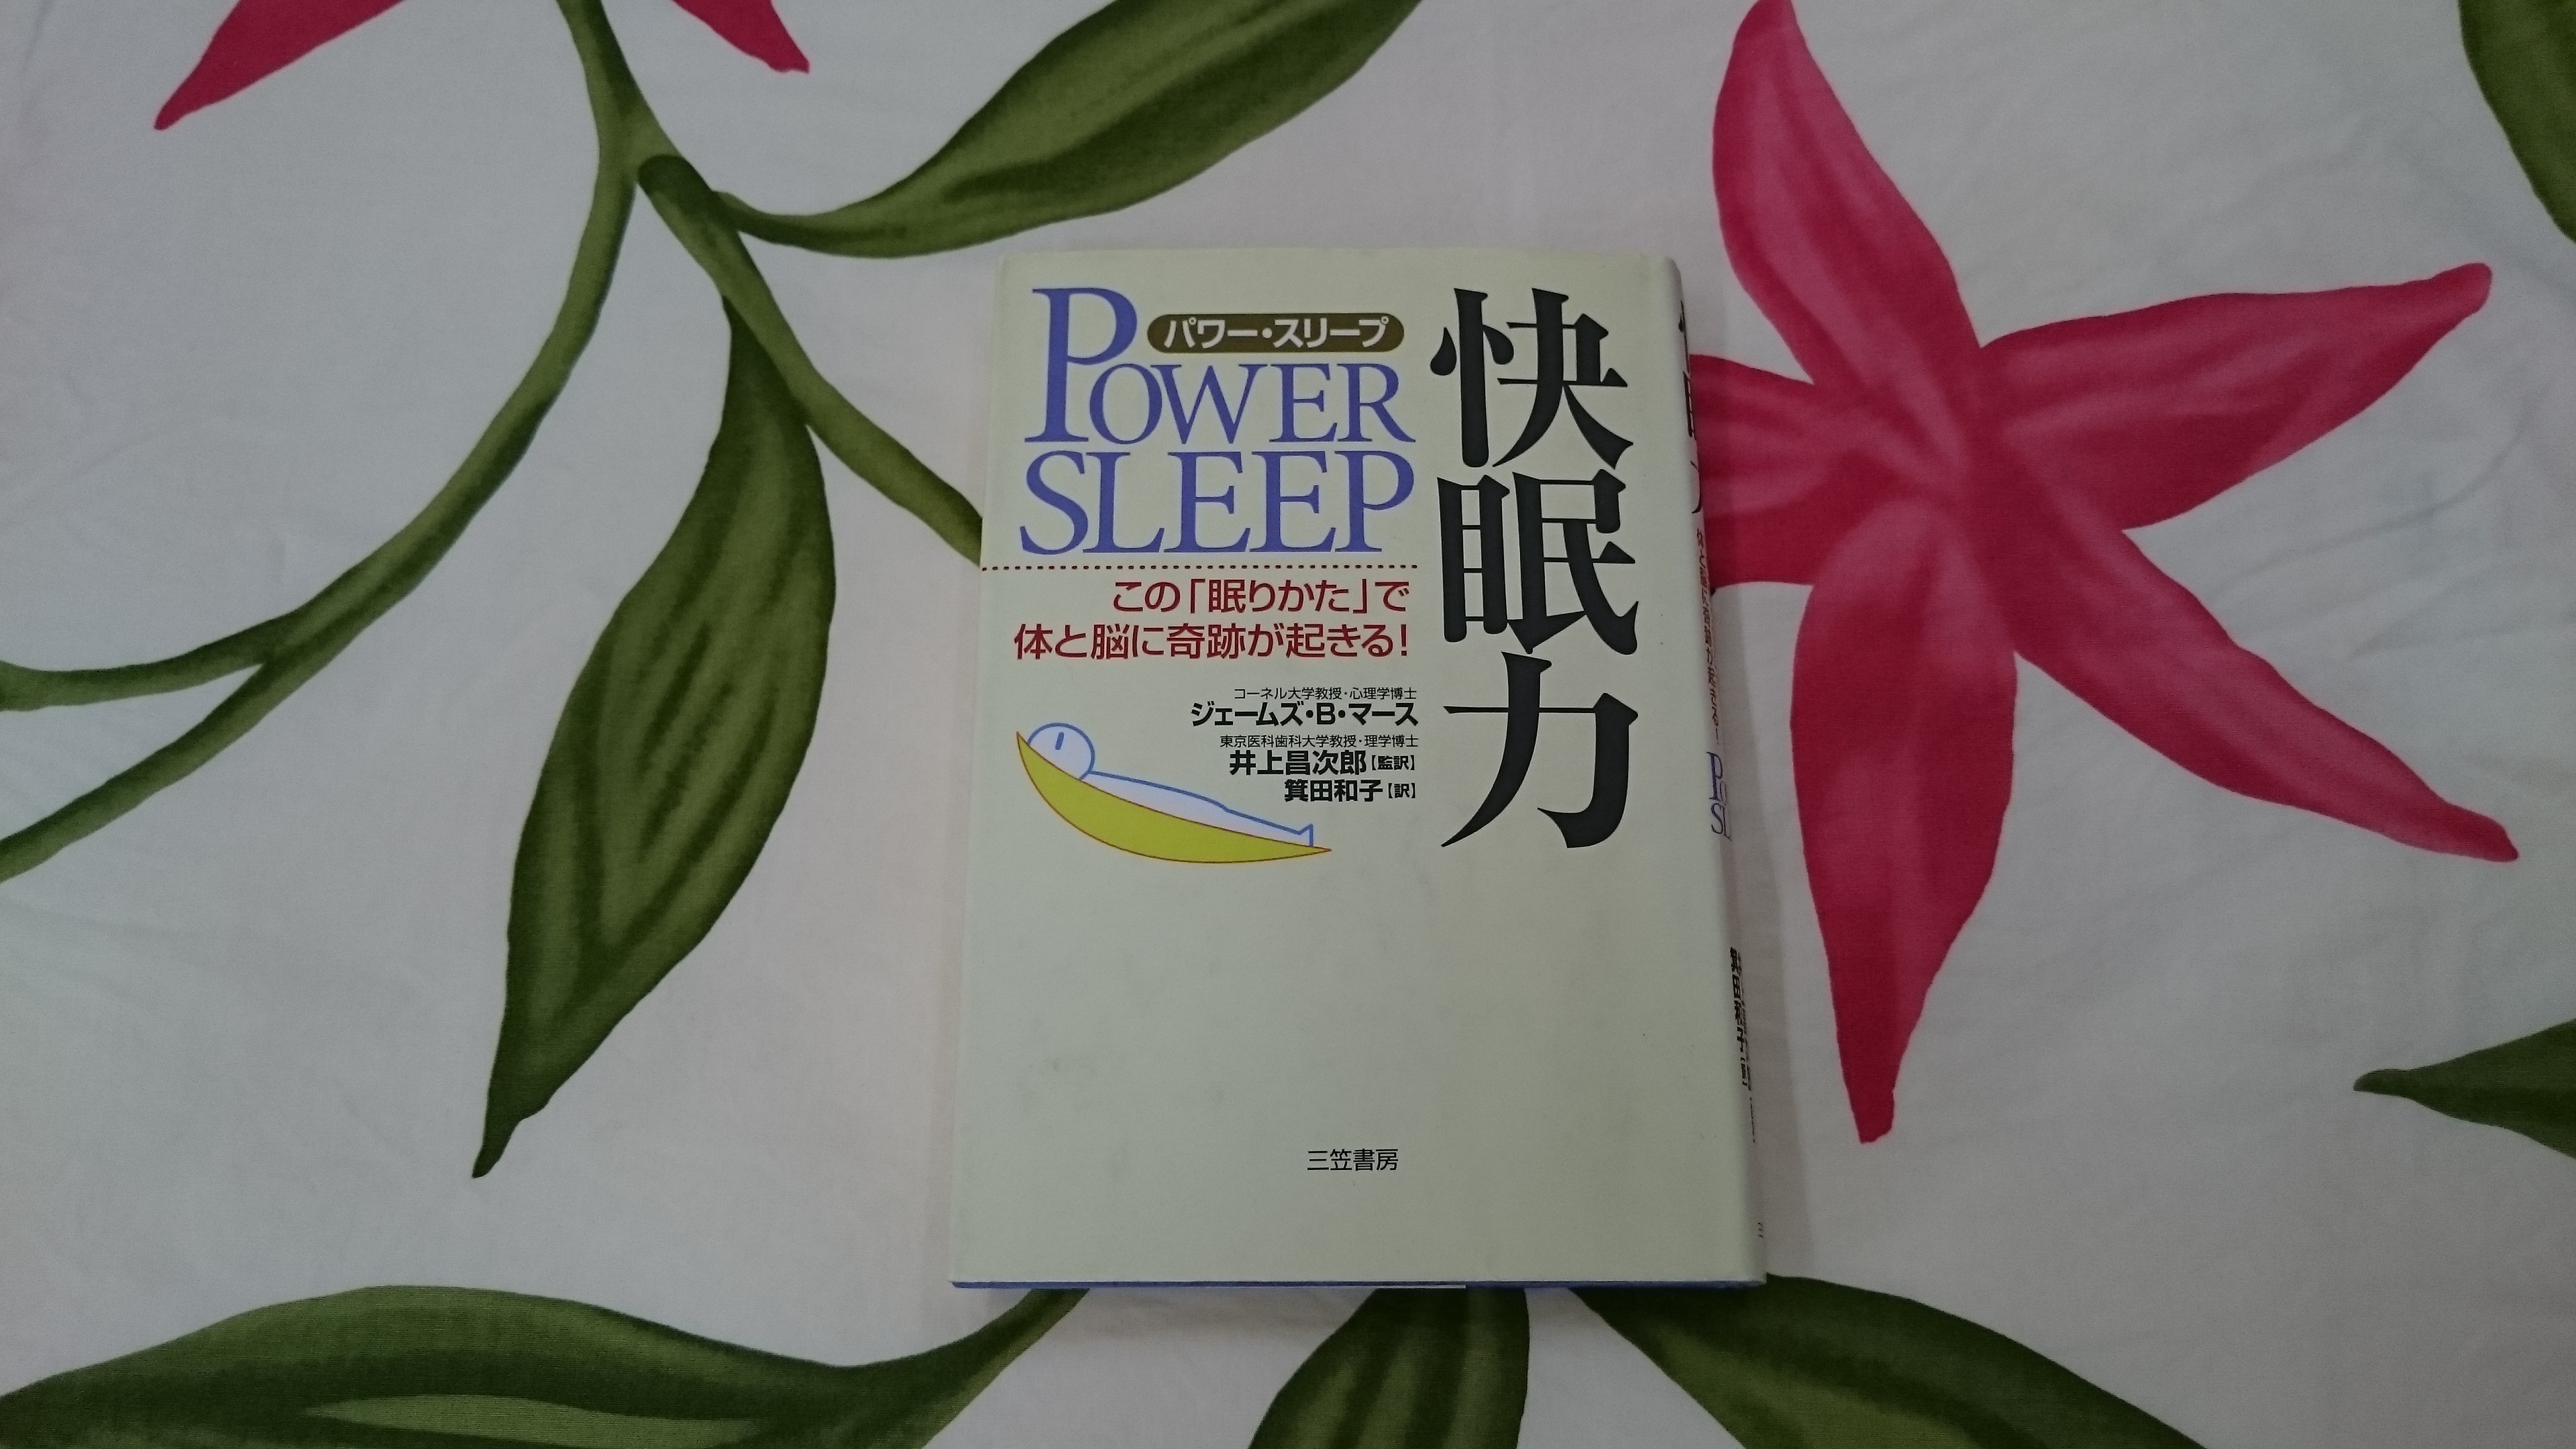 快眠力
パワー・スリープ
POWER
SLEEP
この「眠りかた」で
体と脳に奇跡が起きる!
コーネル大学教授・心理学博士
ジェームズ・B・マース
東京医科歯科大学教授・理学博士
井上昌次郎【監訳】
箕田和子【訳】
三笠書房